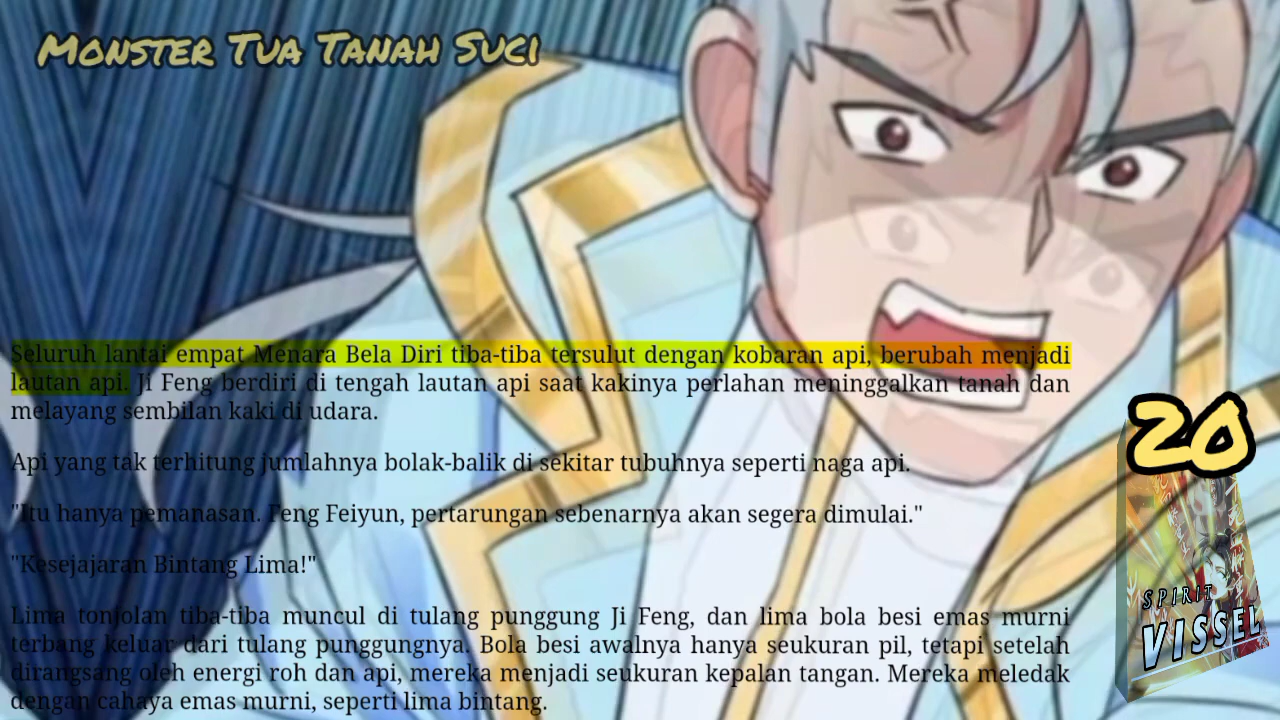 Monster Tua Tanah Suci
Seluruh lantai empat Menara Bela Diri tiba-tiba tersulut dengan kobaran api, berubah menjadi
lautan api. Ji Feng berdiri di tengah lautan api saat kakinya perlahan meninggalkan tanah dan
melayang sembilan kaki di udara.
Api yang tak terhitung jumlahnya bolak-balik di sekitar tubuhnya seperti naga api.
"Itu hanya pemanasan. Feng Feiyun, pertarungan sebenarnya akan segera dimulai."
"Kesejajaran Bintang Lima!"
Lima tonjolan tiba-tiba muncul di tulang punggung Ji Feng, dan lima bola besi emas murni
terbang keluar dari tulang punggungnya. Bola besi awalnya hanya seukuran pil, tetapi setelah
dirangsang oleh energi roh dan api, mereka menjadi seukuran kepalan tangan. Mereka meledak
dengan cahaya emas murni, seperti lima bintang.
20
SPIRIT
VISSEL